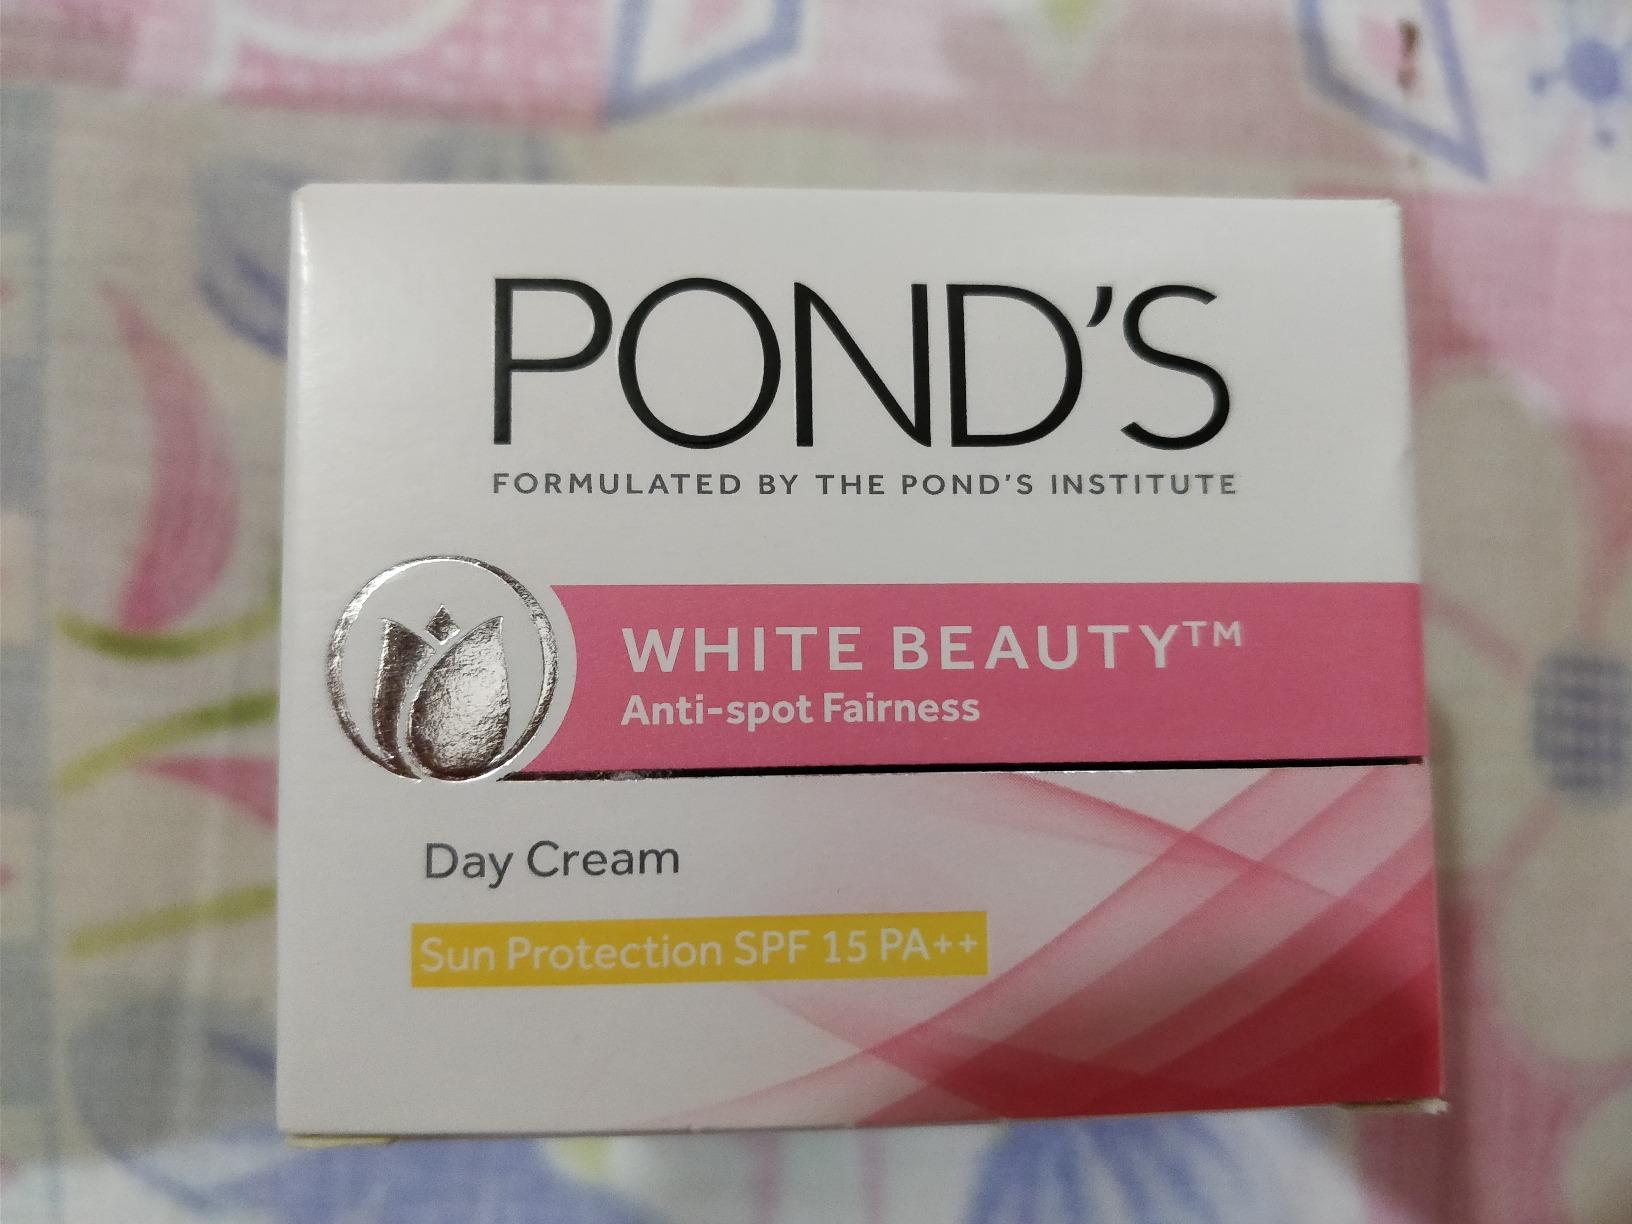 POND'S
FORMULATED BY THE POND'S INSTITUTE
WHITE BEAUTY™
Anti-spot Fairness
Day Cream
Sun Protection SPF 15 PA++